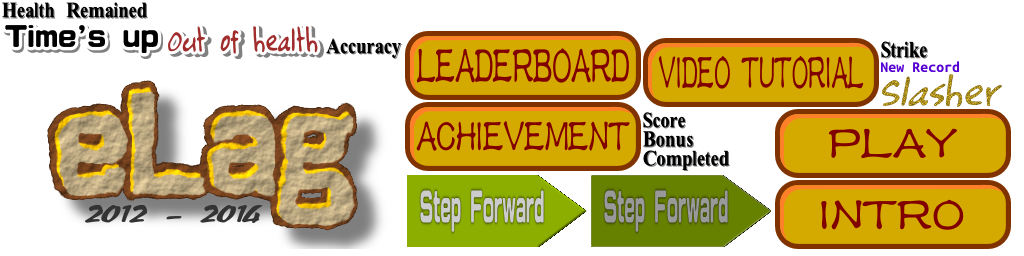 Health Remained
Time's up
Out of health
Accuracy
LEADERBOARD
VIDEO TUTORIAL
Strike
New Record
Slasher
eLag
2012 - 2014
ACHIEVEMENT
Score
Bonus
Completed
PLAY
Step Forward
Step Forward
INTRO